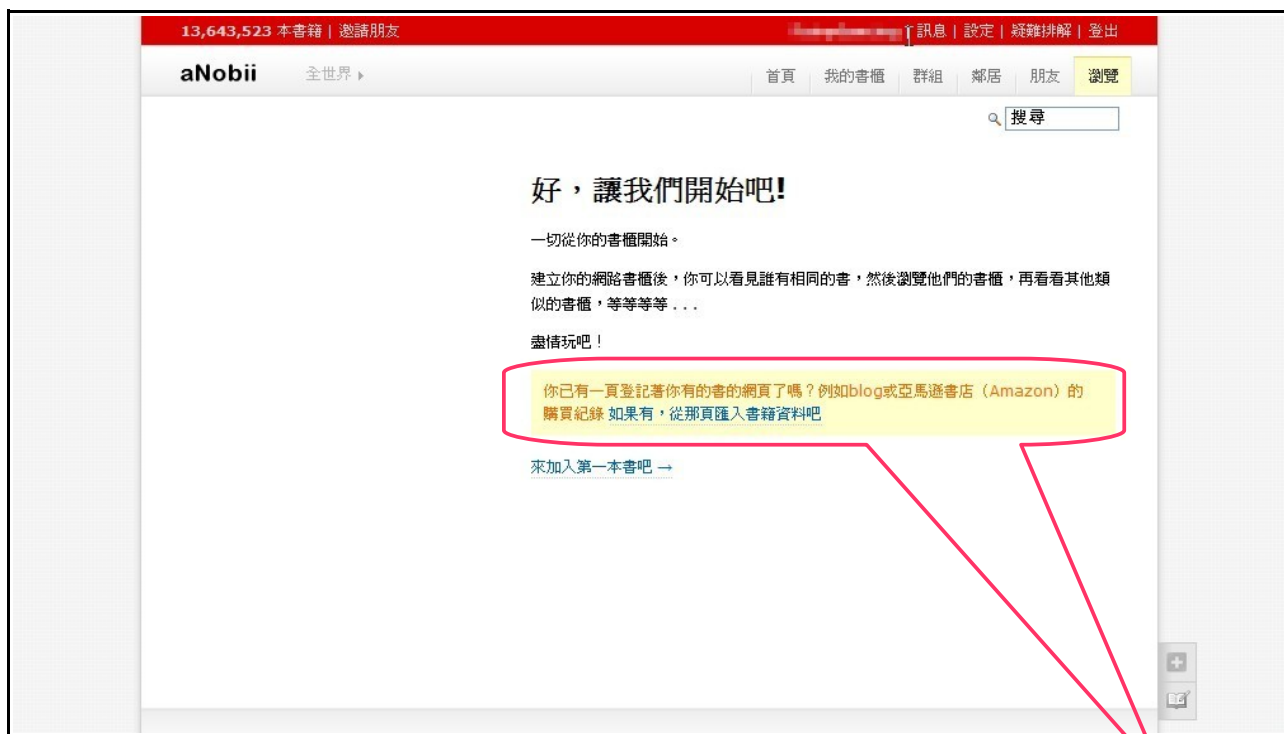 13,643,523 本書籍 | 邀請朋友
訊息 | 設定 | 疑難排解 | 登出
aNobii 全世界
首頁 我的書櫃 群組 鄰居 朋友 瀏覽
搜尋
好，讓我們開始吧!
一切從你的書櫃開始。
建立你的網路書櫃後，你可以看見誰有相同的書，然後瀏覽他們的書櫃，再看看其他類
似的書櫃，等等等等 . . .
盡情玩吧！
你已有一頁登記著你有的書的網頁了嗎？例如blog或亞馬遜書店（Amazon）的
購買紀錄 如果有，從那頁匯入書籍資料吧
來加入第一本書吧 →